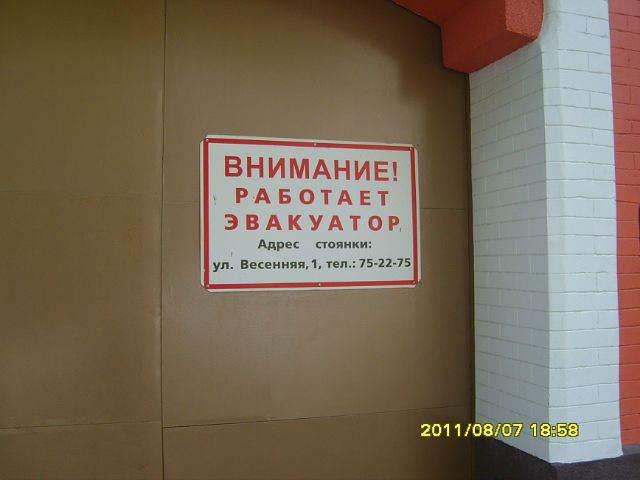 ВНИМАНИЕ!
РАБОТАЕТ
ЭВАКУАТОР
Адрес стоянки:
ул. Весенняя, 1, тел.: 75-22-75
2011/08/07 18:58